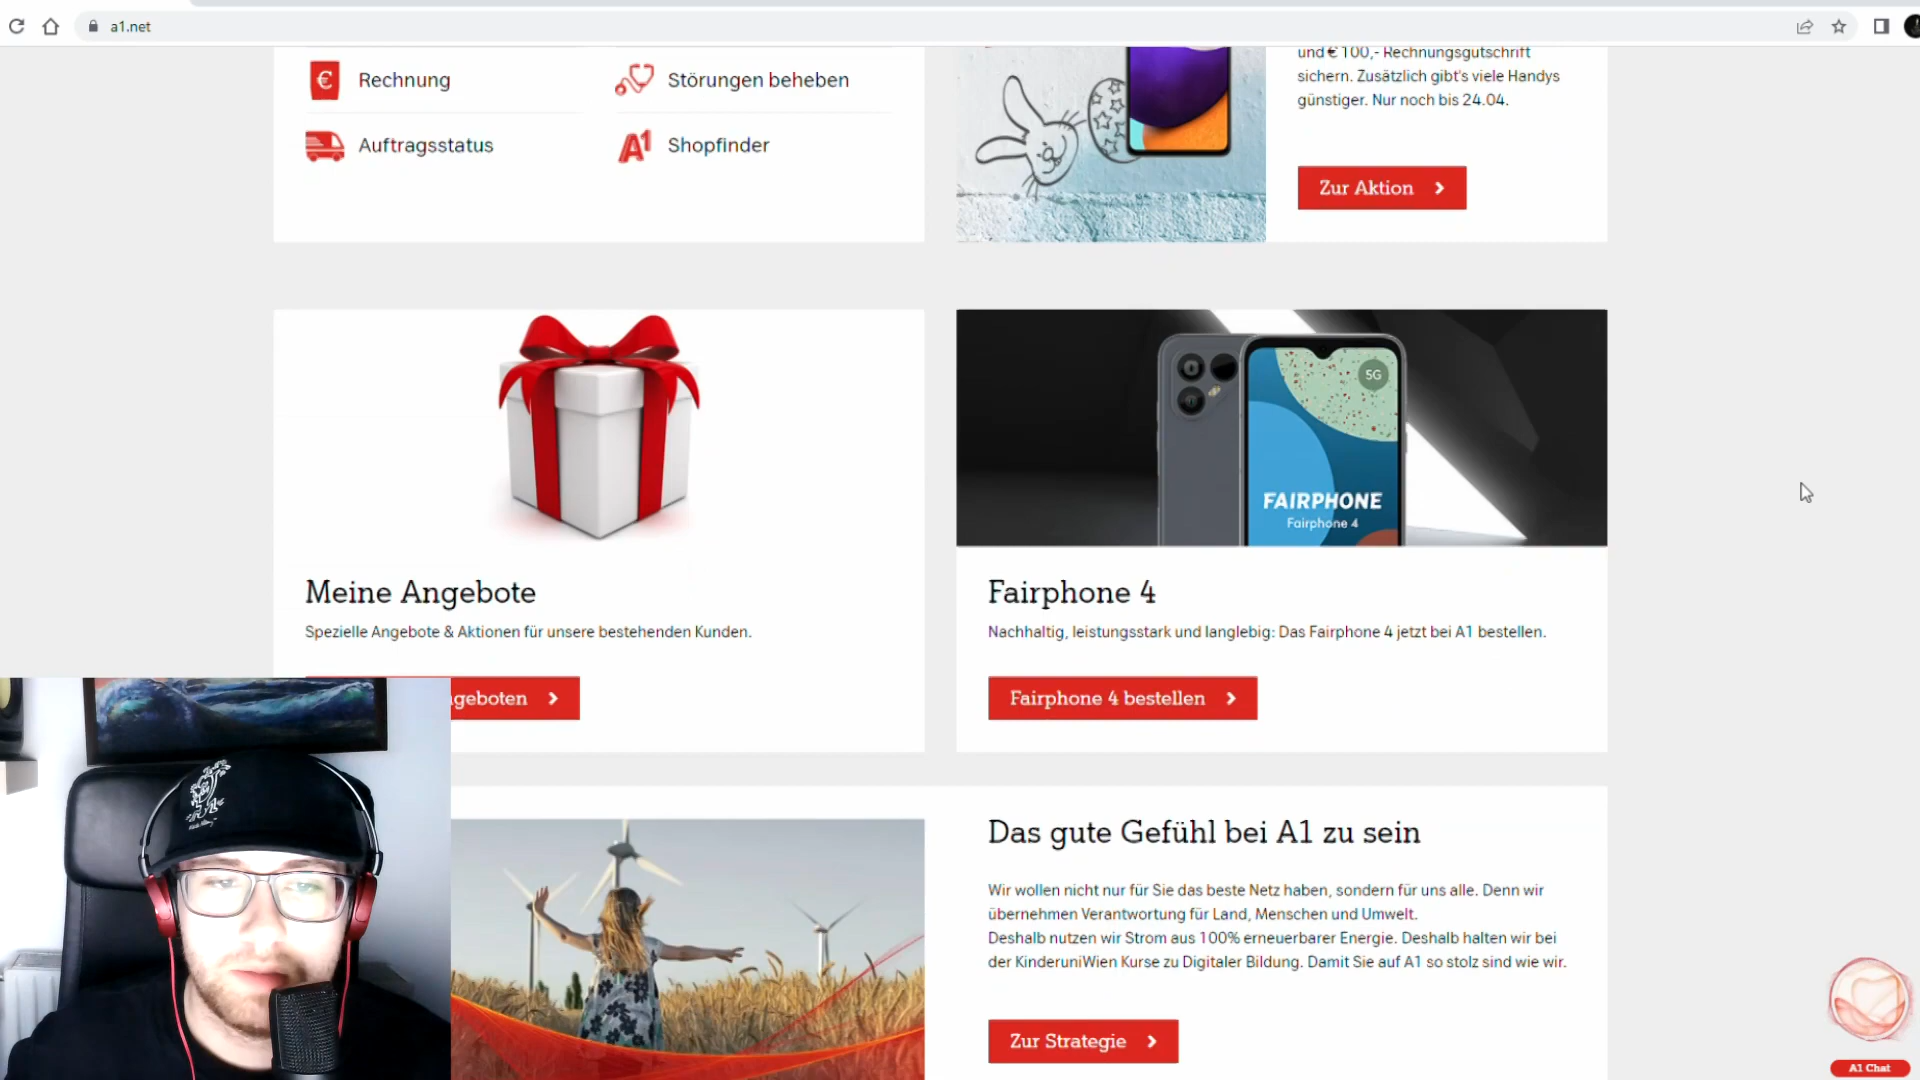 a1.net
Rechnung
Störungen beheben
Auftragsstatus
A1
Shopfinder
und € 100,- Rechnungsgutschrift
sichern. Zusätzlich gibt's viele Handys
günstiger. Nur noch bis 24.04.
Zur Aktion
5G
FAIRPHONE
Fairphone 4
Meine Angebote
Spezielle Angebote & Aktionen für unsere bestehenden Kunden.
geboten
Fairphone 4
Nachhaltig, leistungsstark und langlebig: Das Fairphone 4 jetzt bei A1 bestellen.
Fairphone 4 bestellen
Das gute Gefühl bei A1 zu sein
Wir wollen nicht nur für Sie das beste Netz haben, sondern für uns alle. Denn wir
übernehmen Verantwortung für Land, Menschen und Umwelt.
Deshalb nutzen wir Strom aus 100% erneuerbarer Energie. Deshalb halten wir bei
der KinderuniWien Kurse zu Digitaler Bildung. Damit Sie auf A1 so stolz sind wie wir.
Zur Strategie
A1 Chat